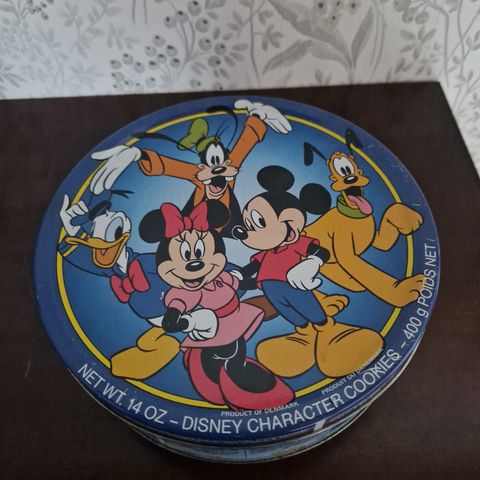 NET WT. 14 OZ – DISNEY CHARACTER COOKIES – 400 g POIDS NET
PRODUCT OF DENMARK
PRODUIT DU DANEMARK